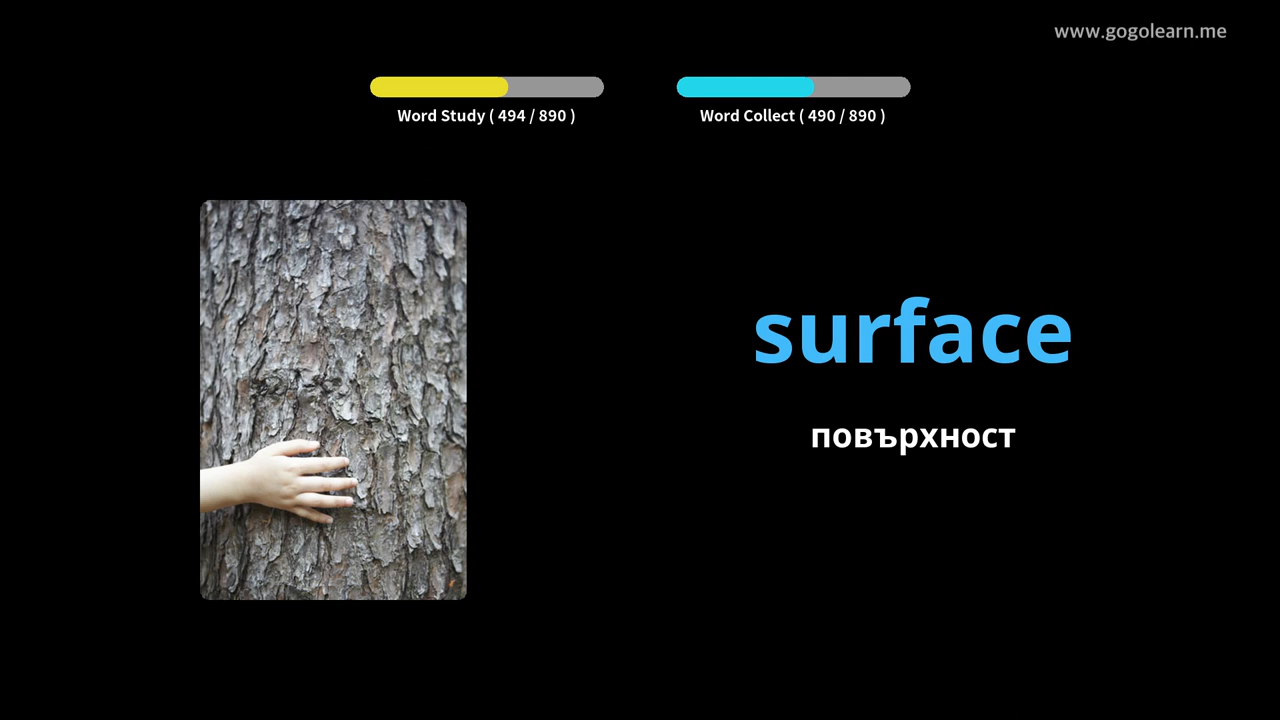 www.gogolearn.me
Word Study ( 494 / 890 )
Word Collect ( 490 / 890 )
surface
повърхност